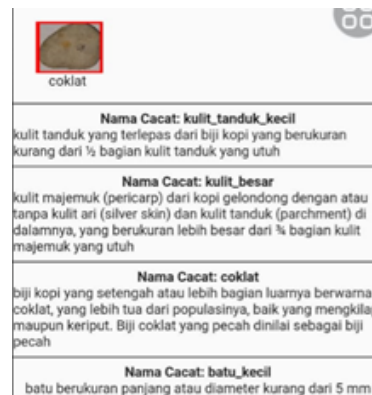 coklat
Nama Cacat: kulit_tanduk_kecil
kulit tanduk yang terlepas dari biji kopi yang berukuran
kurang dari ½ bagian kulit tanduk yang utuh
Nama Cacat: kulit_besar
kulit majemuk (pericarp) dari kopi gelondong dengan atau
tanpa kulit ari (silver skin) dan kulit tanduk (parchment) di
dalamnya, yang berukuran lebih besar dari ¾ bagian kulit
majemuk yang utuh
Nama Cacat: coklat
biji kopi yang setengah atau lebih bagian luarnya berwarna
coklat, yang lebih tua dari populasinya, baik yang mengkila
maupun keriput. Biji coklat yang pecah dinilai sebagai biji
pecah
Nama Cacat: batu_kecil
batu berukuran panjang atau diameter kurang dari 5 mm